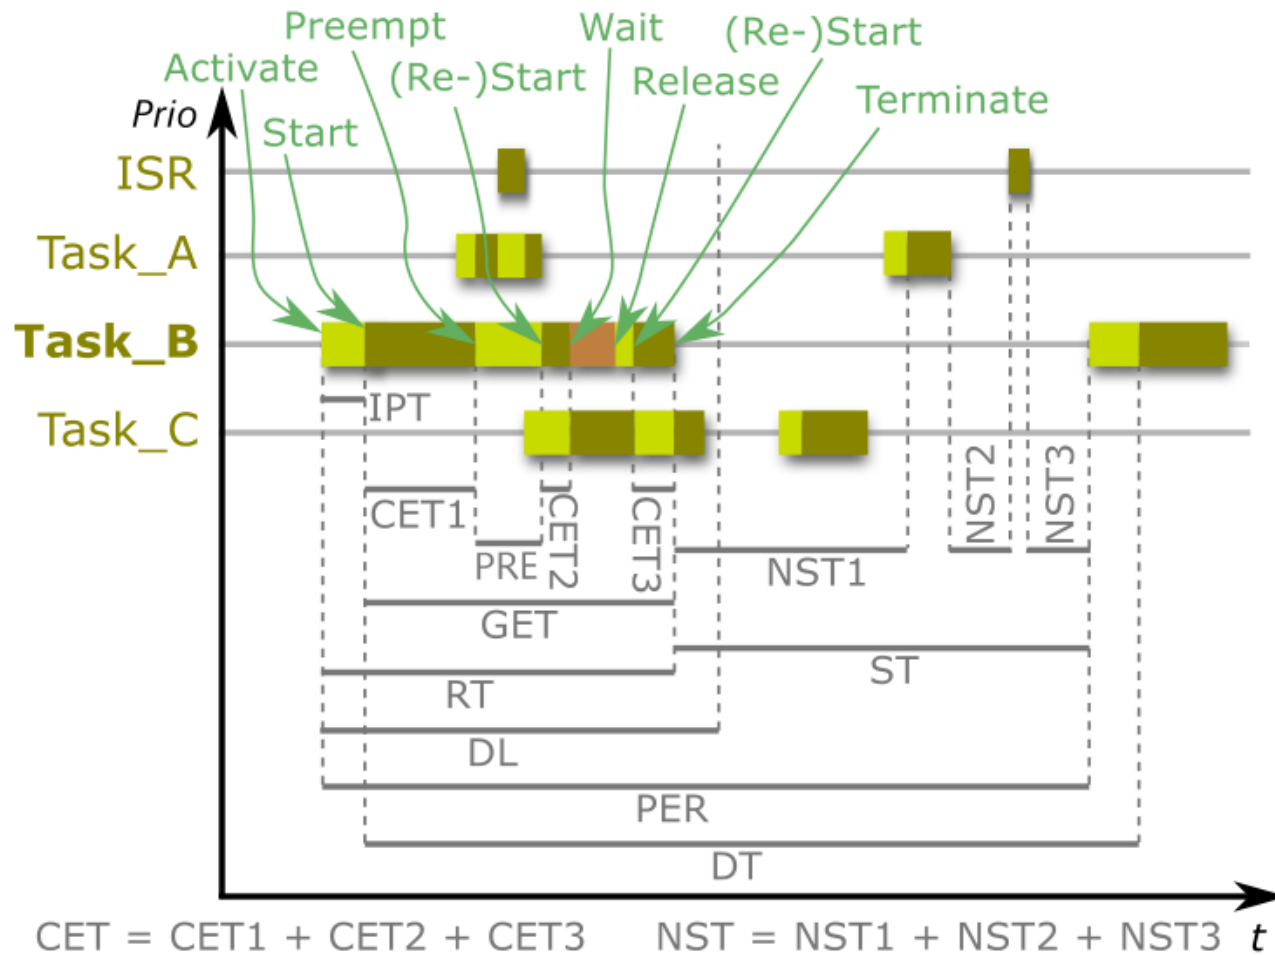 Preempt
Wait
(Re-)Start
Activate
(Re-)Start
Release
Terminate
Prio
Start
ISR
Task_A
Task_B
IPT
Task_C
CET1
CET2
CET3
NST2
NST3
PRE
NST1
GET
ST
RT
DL
PER
DT
CET = CET1 + CET2 + CET3
NST = NST1 + NST2 + NST3
t